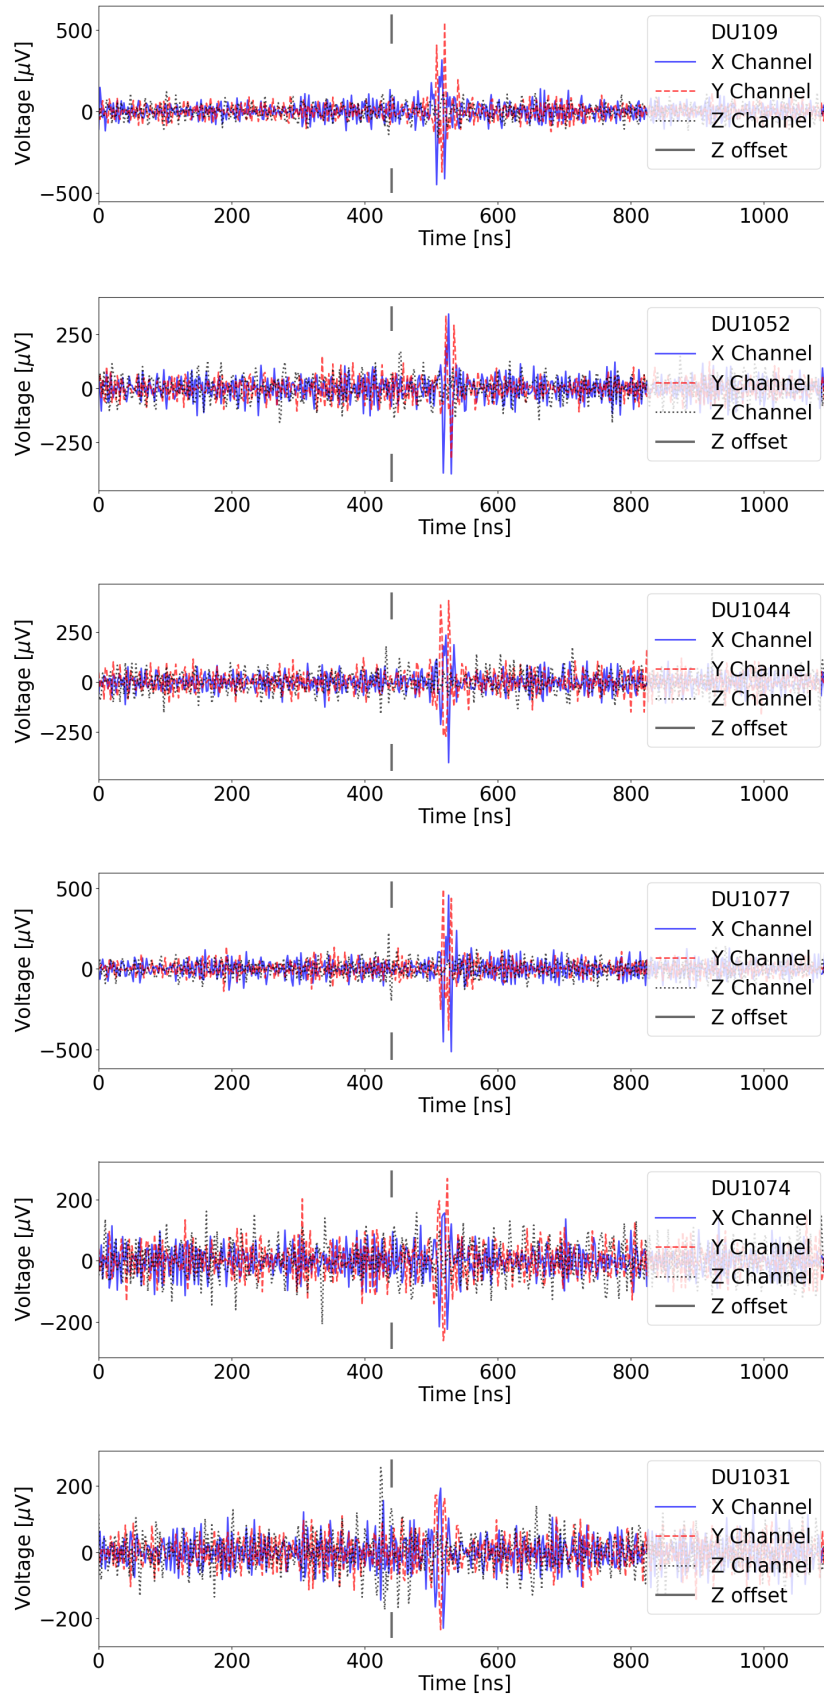 DU109
X Channel
Y Channel
Z Channel
Z offset
500
0
−500
Voltage [μV]
0 200 400 600 800 1000
Time [ns]
DU1052
X Channel
Y Channel
Z Channel
Z offset
250
0
−250
Voltage [μV]
0 200 400 600 800 1000
Time [ns]
DU1044
X Channel
Y Channel
Z Channel
Z offset
250
0
−250
Voltage [μV]
0 200 400 600 800 1000
Time [ns]
DU1077
X Channel
Y Channel
Z Channel
Z offset
500
0
−500
Voltage [μV]
0 200 400 600 800 1000
Time [ns]
DU1074
X Channel
Y Channel
Z Channel
Z offset
200
0
−200
Voltage [μV]
0 200 400 600 800 1000
Time [ns]
DU1031
X Channel
Y Channel
Z Channel
Z offset
200
0
−200
Voltage [μV]
0 200 400 600 800 1000
Time [ns]